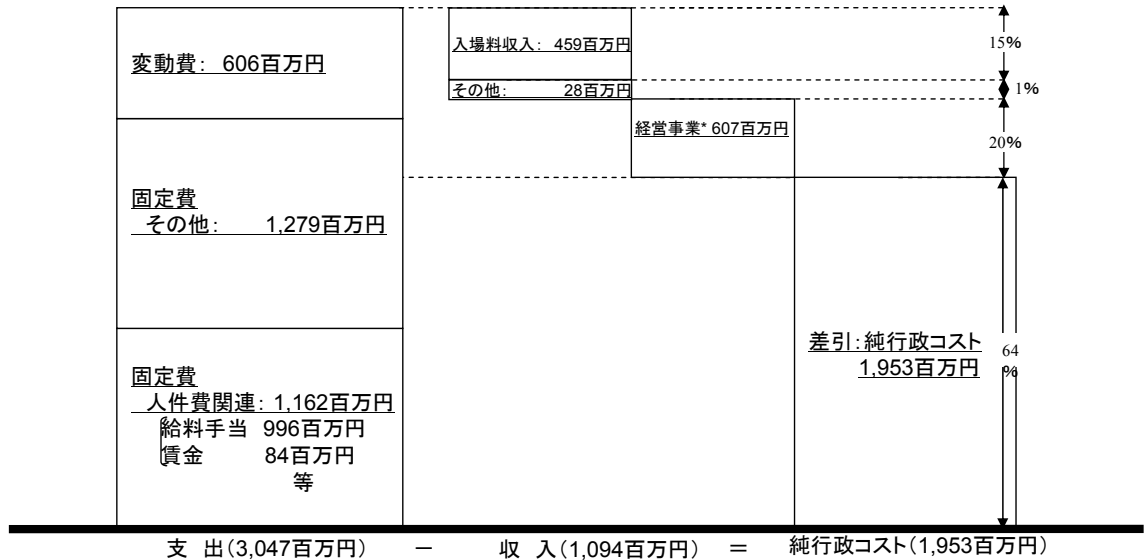 変動費： 606百万円
固定費
その他： 1,279百万円
固定費
人件費関連： 1,162百万円
給料手当 996百万円
賃金 84百万円
等
入場料収入： 459百万円
その他： 28百万円
経営事業* 607百万円
差引：純行政コスト
1,953百万円
15%
1%
20%
64
%
支 出（3,047百万円） － 収 入（1,094百万円） ＝ 純行政コスト（1,953百万円）